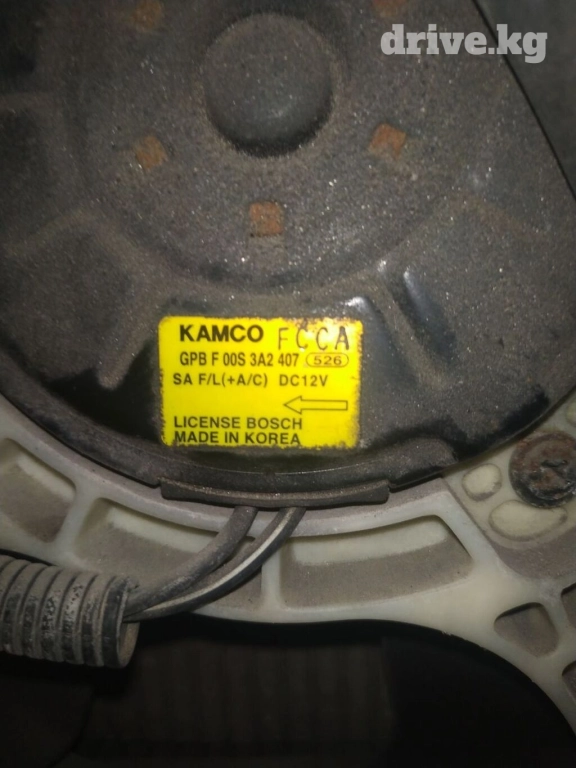 drive.kg
KAMCO FCCA
GPB F 00S 3A2 407 526
SA F/L(+A/C) DC12V
LICENSE BOSCH
MADE IN KOREA